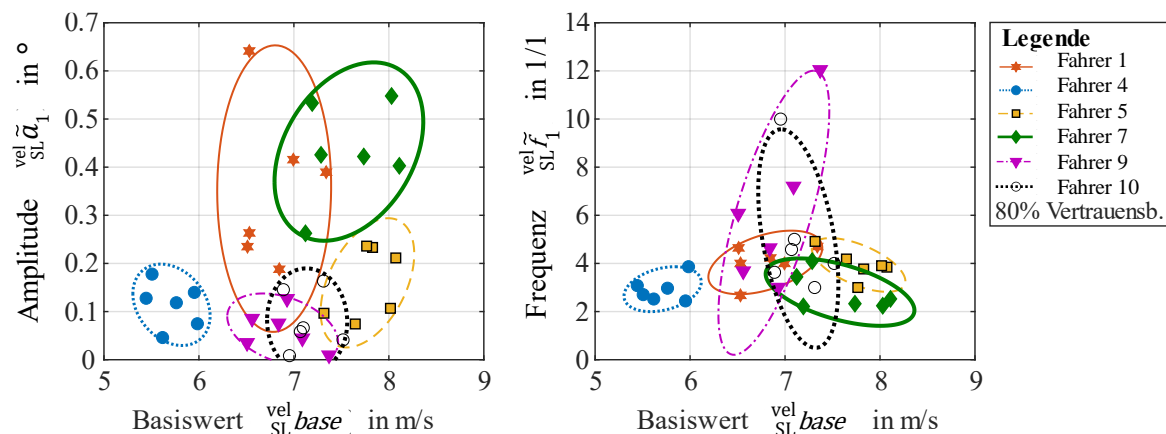 0.7
0.6
0.5
0.4
0.3
0.2
0.1
0
Amplitude vel SL ã 1 in °
5 6 7 8 9
Basiswert vel SL base in m/s
14
12
10
8
6
4
2
0
Frequenz vel SL f̃ 1 in 1/1
5 6 7 8 9
Basiswert vel SL base in m/s
Legende
Fahrer 1
Fahrer 4
Fahrer 5
Fahrer 7
Fahrer 9
Fahrer 10
80% Vertrauensb.